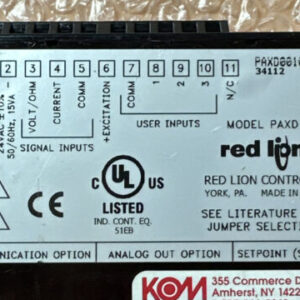 PAXD0010
34112
2 3 4 5 6 7 8 9 10 11
24VAC ±10%
50/60Hz, 15VA
VOLT/OHM
CURRENT
COMM
+EXCITATION
COMM
1
2
3
N/C
SIGNAL INPUTS
USER INPUTS
MODEL PAXD
red lion
C UL US
LISTED
IND. CONT. EQ.
51EB
RED LION CONTRO
YORK, PA. MADE IN
SEE LITERATURE
JUMPER SELECTI
NICATION OPTION
ANALOG OUT OPTION
SETPOINT (
KOM
355 Commerce D
Amherst, NY 1422